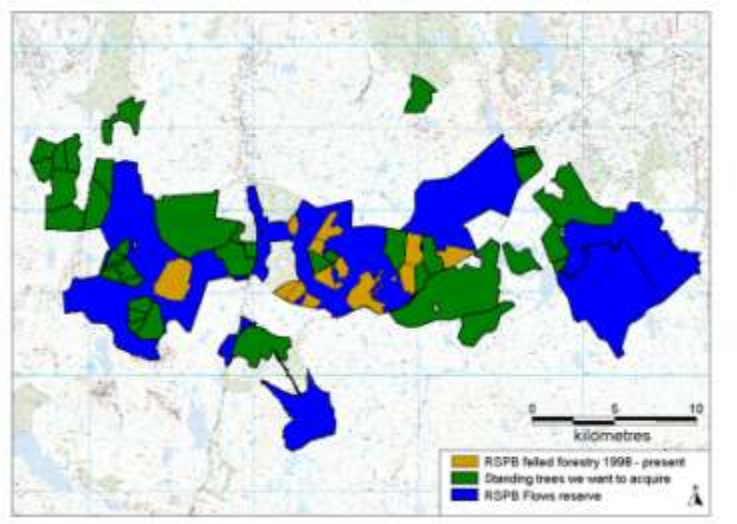 0 5 10
kilometres
RSPB felled forestry 1998 - present
Standing trees we want to acquire
RSPB Flows reserve